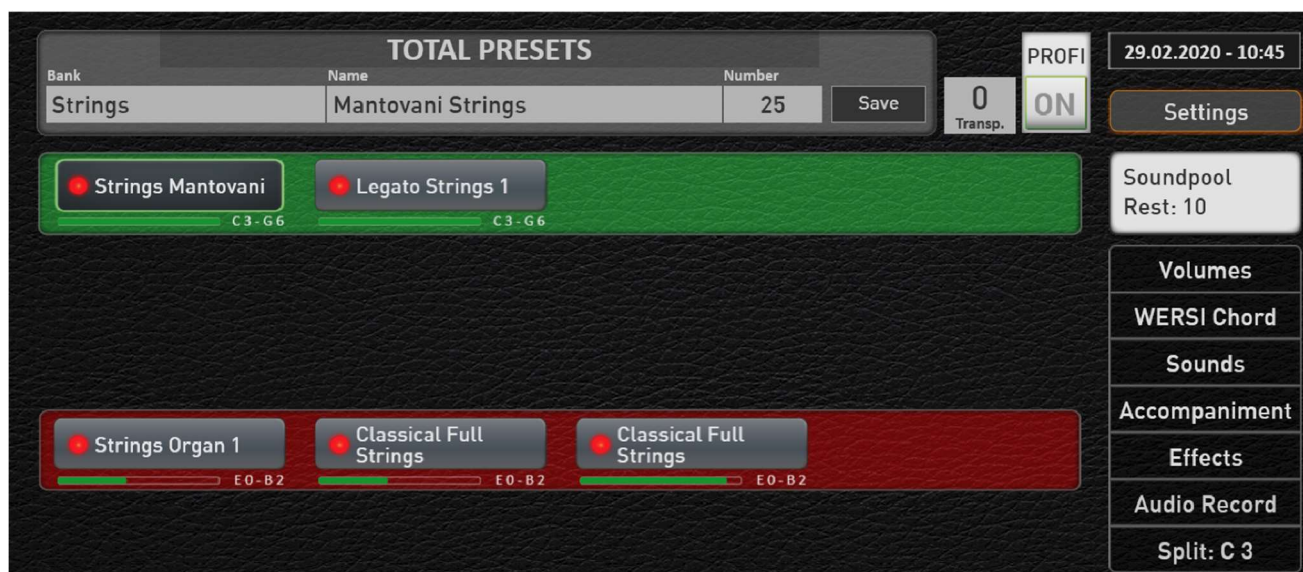 TOTAL PRESETS
Bank Name Number
Strings Mantovani Strings 25 Save
0
Transp.
PROFI
ON
29.02.2020 - 10:45
Settings
Strings Mantovani Legato Strings 1
C3-G6 C3-G6
Soundpool
Rest: 10
Volumes
WERSI Chord
Sounds
Accompaniment
Effects
Audio Record
Split: C 3
Strings Organ 1
Classical Full
Strings
Classical Full
Strings
E0-B2 E0-B2 E0-B2